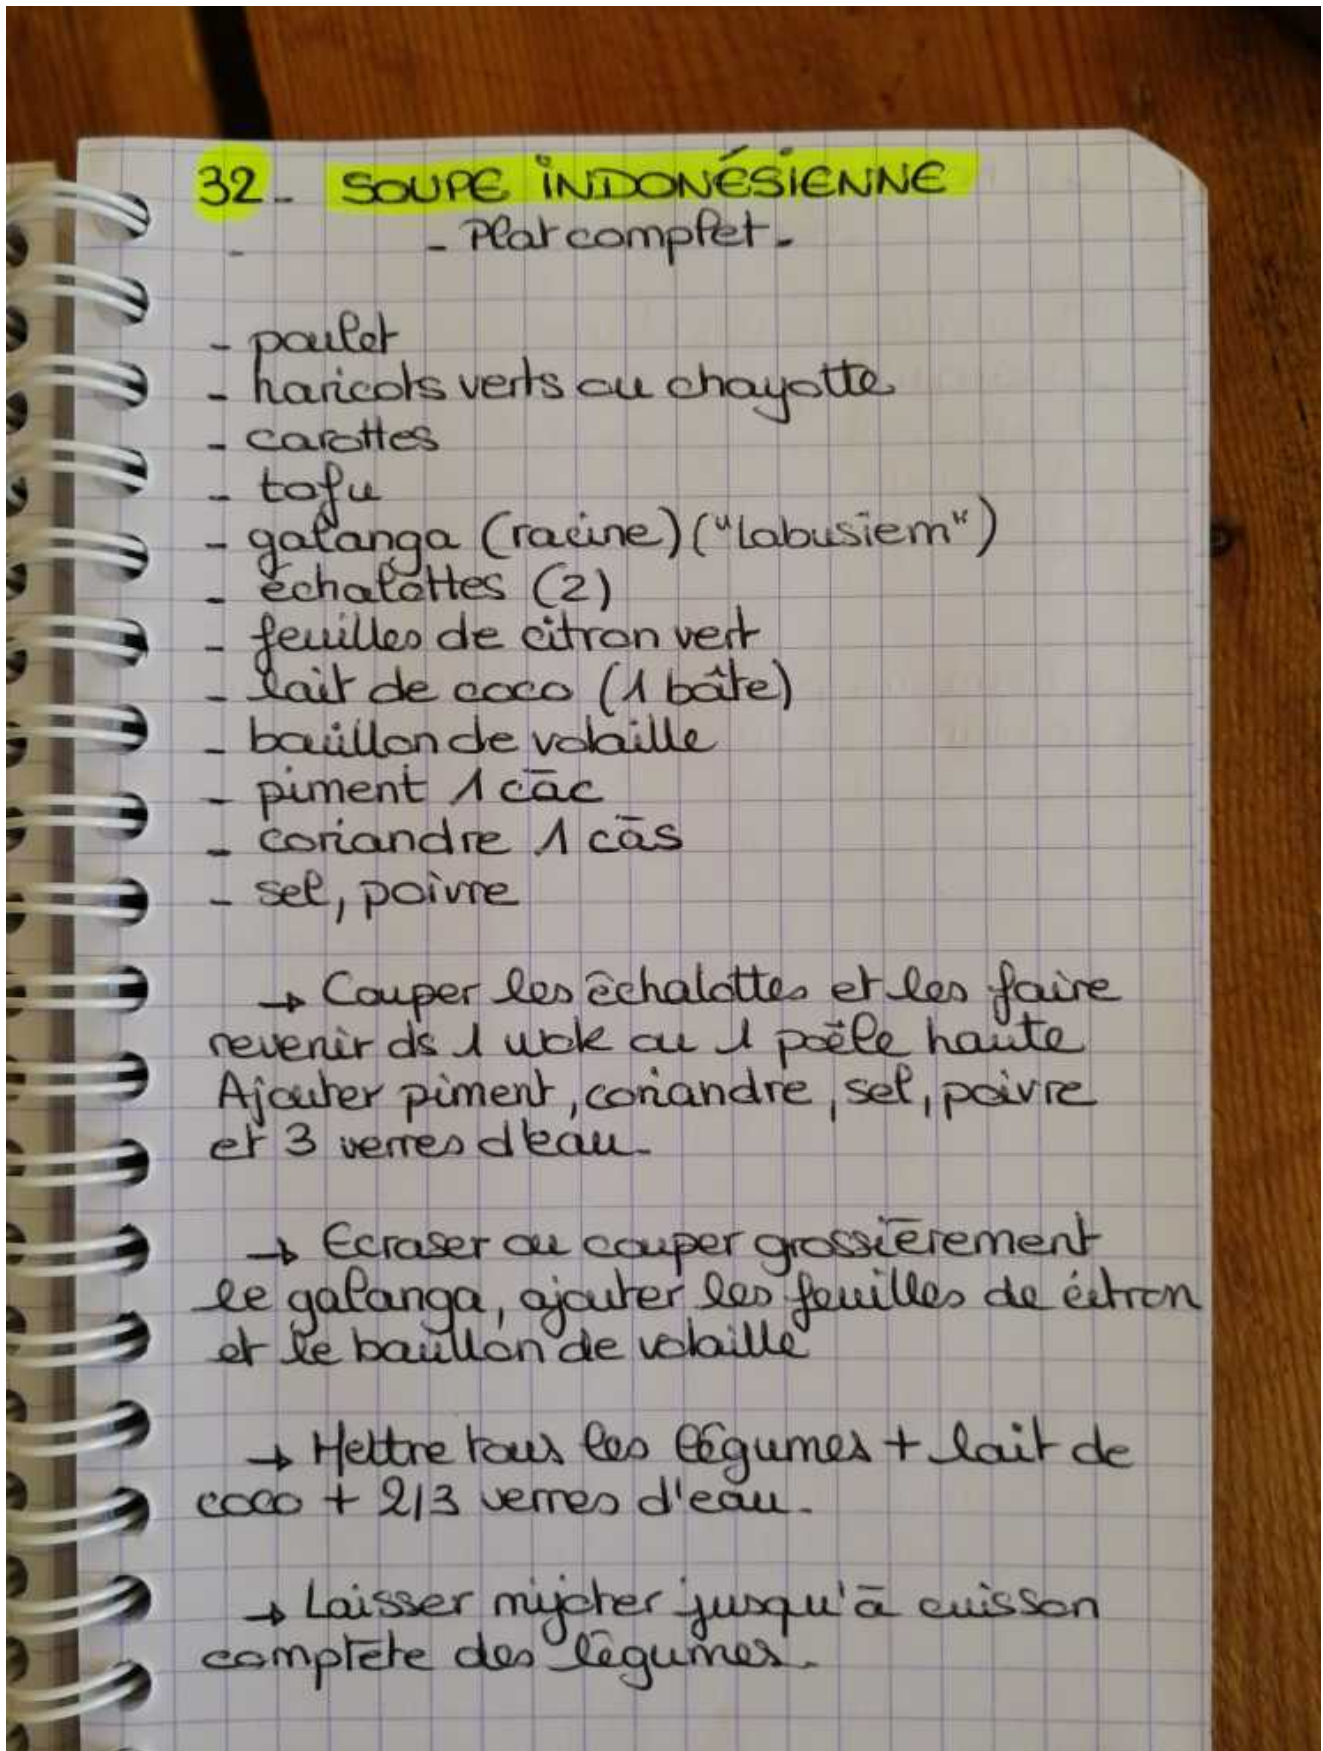 32- SOUPE INDONÉSIENNE
- Plat complet -
- poulet
- haricots verts ou chayotte
- carottes
- tofu
- galanga (racine) ("labusiem")
- échalottes (2)
- feuilles de citron vert
- lait de coco (1 boîte)
- bouillon de volaille
- piment 1 càc
- coriandre 1 càs
- sel, poivre
→ Couper les échalottes et les faire
revenir ds 1 wok ou 1 poêle haute
Ajouter piment, coriandre, sel, poivre
et 3 verres d'eau.
→ Ecraser ou couper grossièrement
le galanga, ajouter les feuilles de citron
et le bouillon de volaille
→ Mettre tous les légumes + lait de
coco + 2/3 verres d'eau.
→ Laisser mijoter jusqu'à cuisson
complète des légumes.